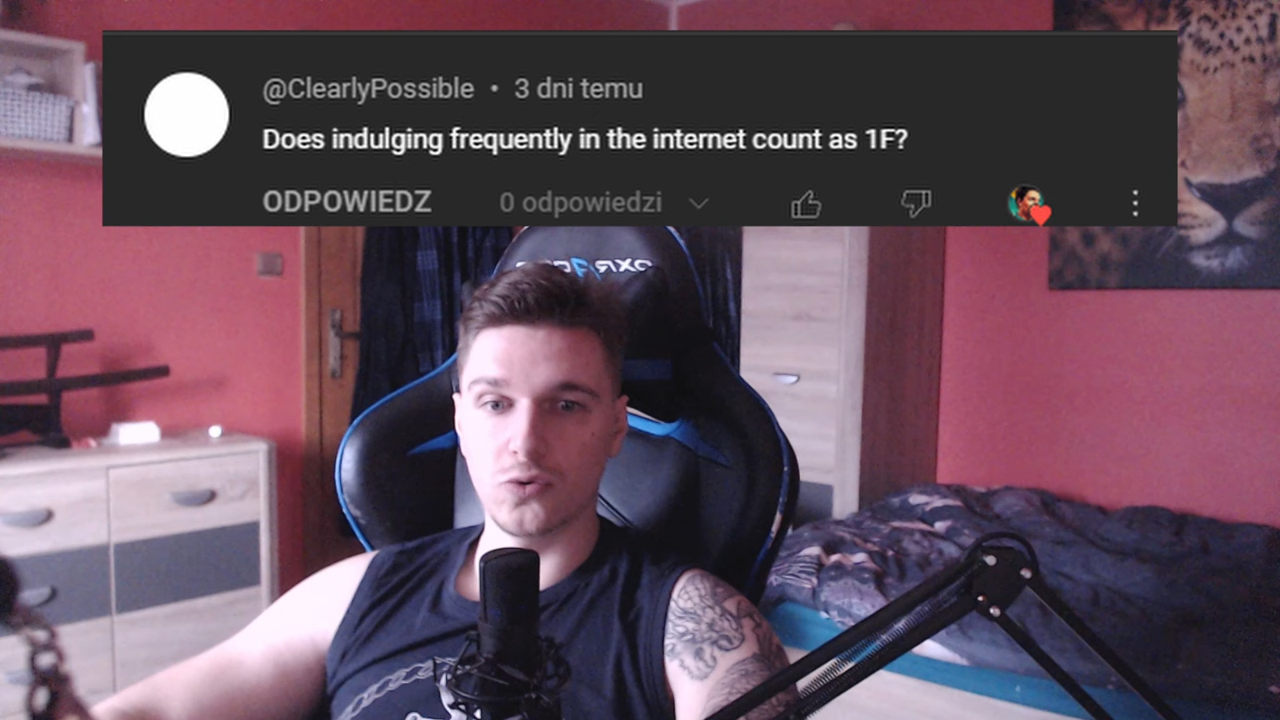 @ClearlyPossible • 3 dni temu
Does indulging frequently in the internet count as 1F?
ODPOWIEDZ 0 odpowiedzi